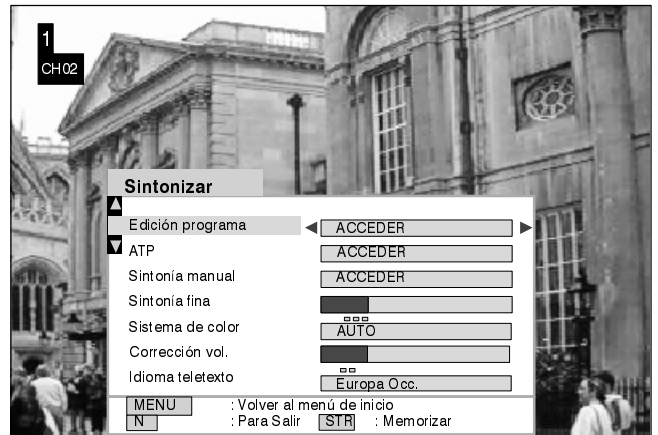 1
CH02
Sintonizar
Edición programa ACCEDER
ATP ACCEDER
Sintonía manual ACCEDER
Sintonía fina
Sistema de color AUTO
Corrección vol.
Idioma teletexto Europa Occ.
MENU : Volver al menú de inicio
N : Para Salir STR : Memorizar